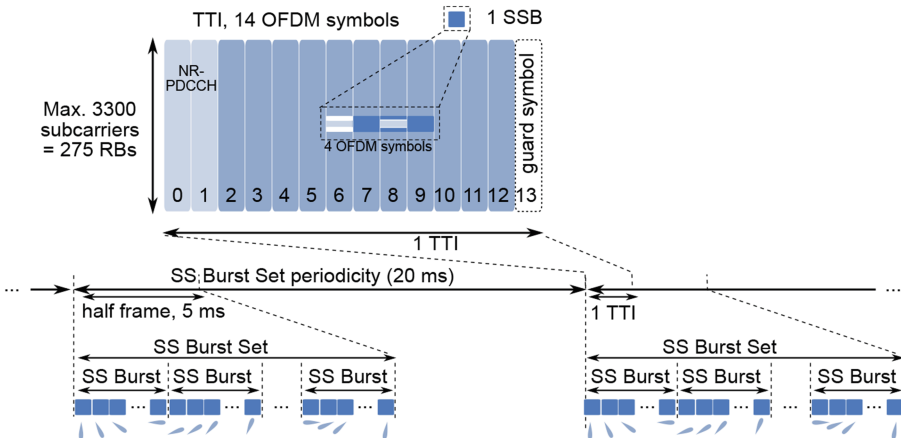 TTI, 14 OFDM symbols
1 SSB
NR-
PDCCH
Max. 3300
subcarriers
= 275 RBs
4 OFDM symbols
guard symbol
0 1 2 3 4 5 6 7 8 9 10 11 12 13
1 TTI
... SS Burst Set periodicity (20 ms) ...
half frame, 5 ms
1 TTI
SS Burst Set
SS Burst Set
SS Burst SS Burst SS Burst
SS Burst SS Burst SS Burst
... ... ... ...
... ... ... ...